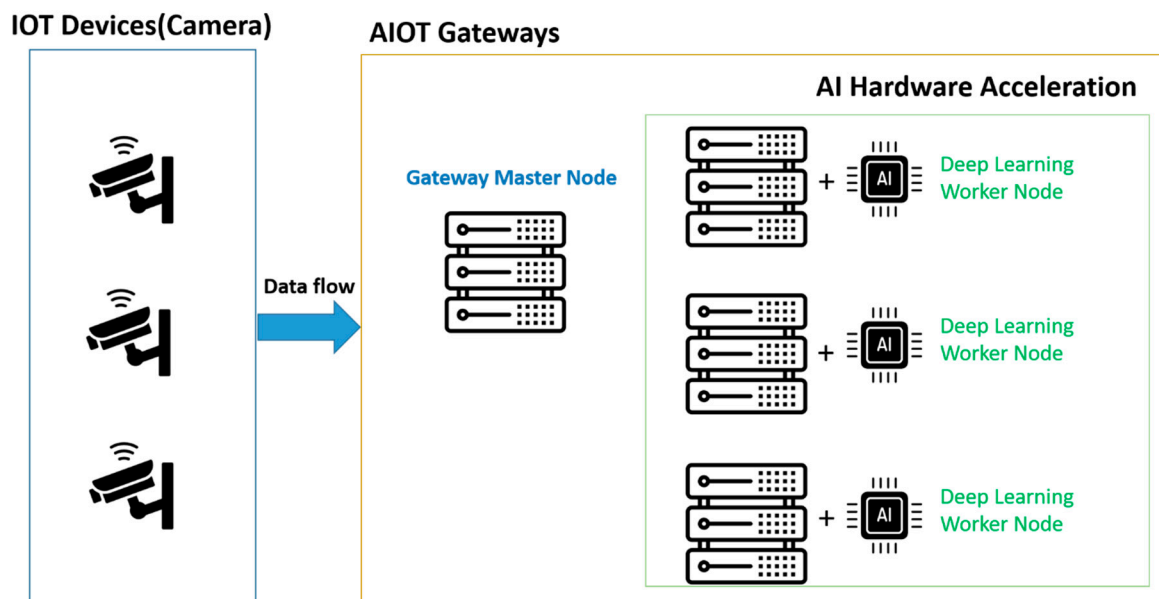 IOT Devices(Camera)
AIOT Gateways
AI Hardware Acceleration
Gateway Master Node
Data flow
AI
Deep Learning
Worker Node
AI
Deep Learning
Worker Node
AI
Deep Learning
Worker Node